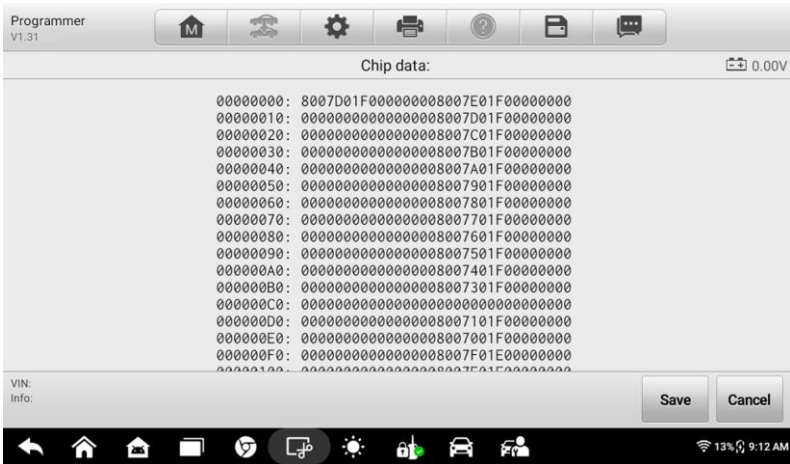 Programmer
V1.31
M
?
Chip data:
0.00V
00000000: 8007D01F000000008007E01F00000000
00000010: 00000000000000008007D01F00000000
00000020: 00000000000000008007C01F00000000
00000030: 00000000000000008007B01F00000000
00000040: 00000000000000008007A01F00000000
00000050: 00000000000000008007901F00000000
00000060: 00000000000000008007801F00000000
00000070: 00000000000000008007701F00000000
00000080: 00000000000000008007601F00000000
00000090: 00000000000000008007501F00000000
000000A0: 00000000000000008007401F00000000
000000B0: 00000000000000008007301F00000000
000000C0: 00000000000000000000000000000000
000000D0: 00000000000000008007101F00000000
000000E0: 00000000000000008007001F00000000
000000F0: 00000000000000008007F01E00000000
VIN:
Info:
Save
Cancel
13%
9:12 AM